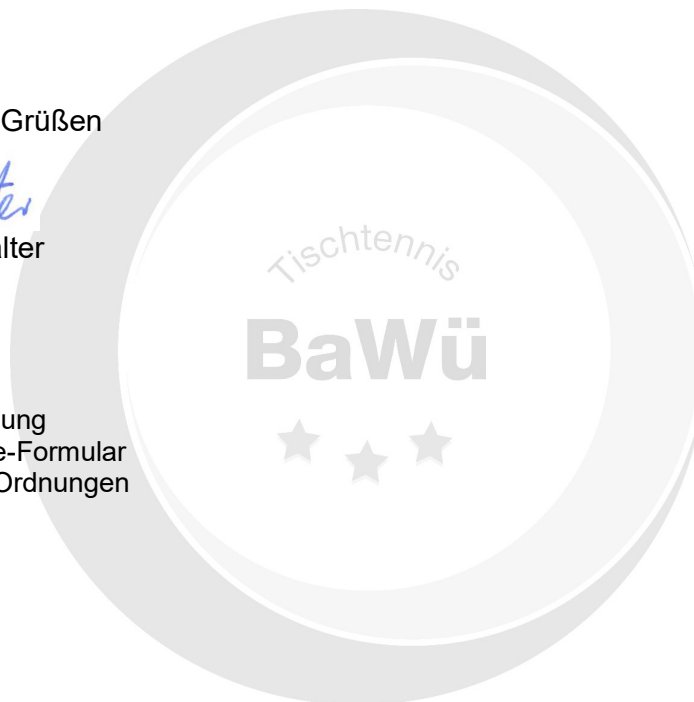 Grüßen
alter
Tischtennis
BaWü
ung
e-Formular
Ordnungen